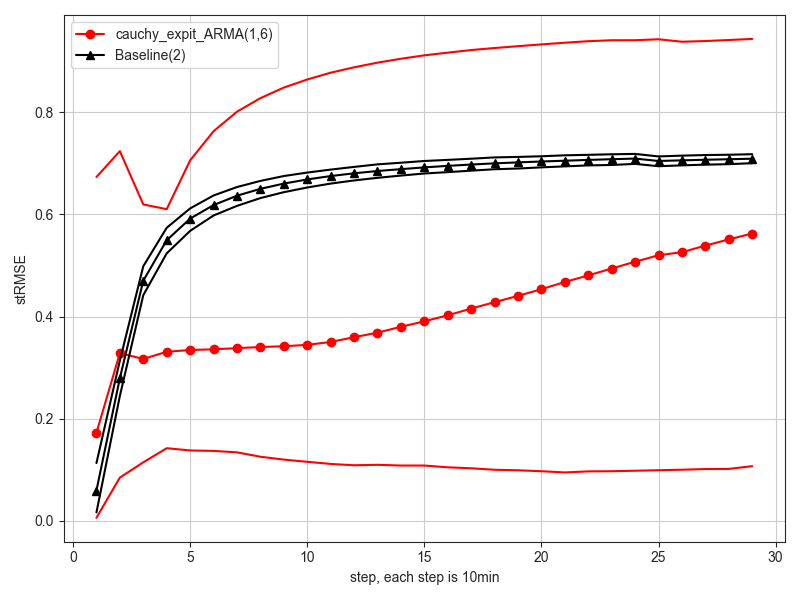 cauchy_expit_ARMA(1,6)
Baseline(2)
stRMSE
0.8
0.6
0.4
0.2
0.0
0 5 10 15 20 25 30
step, each step is 10min